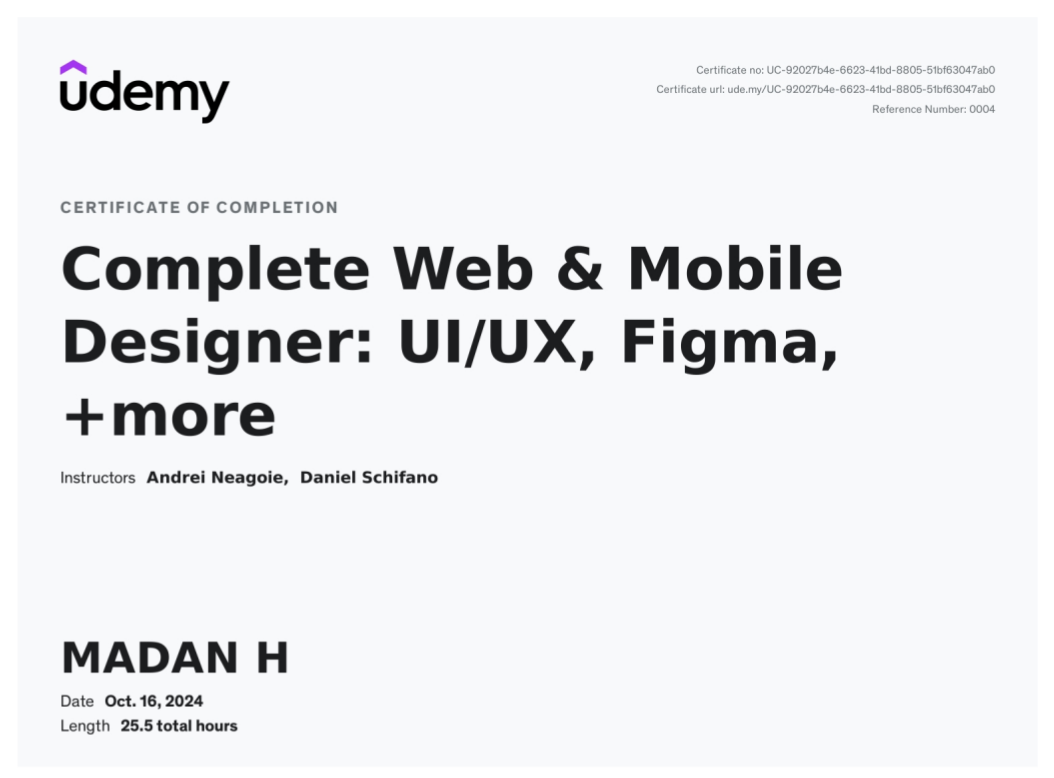 udemy
Certificate no: UC-92027b4e-6623-41bd-8805-51bf63047ab0
Certificate url: ude.my/UC-92027b4e-6623-41bd-8805-51bf63047ab0
Reference Number: 0004
CERTIFICATE OF COMPLETION
Complete Web & Mobile
Designer: UI/UX, Figma,
+more
Instructors Andrei Neagoie, Daniel Schifano
MADAN H
Date Oct. 16, 2024
Length 25.5 total hours